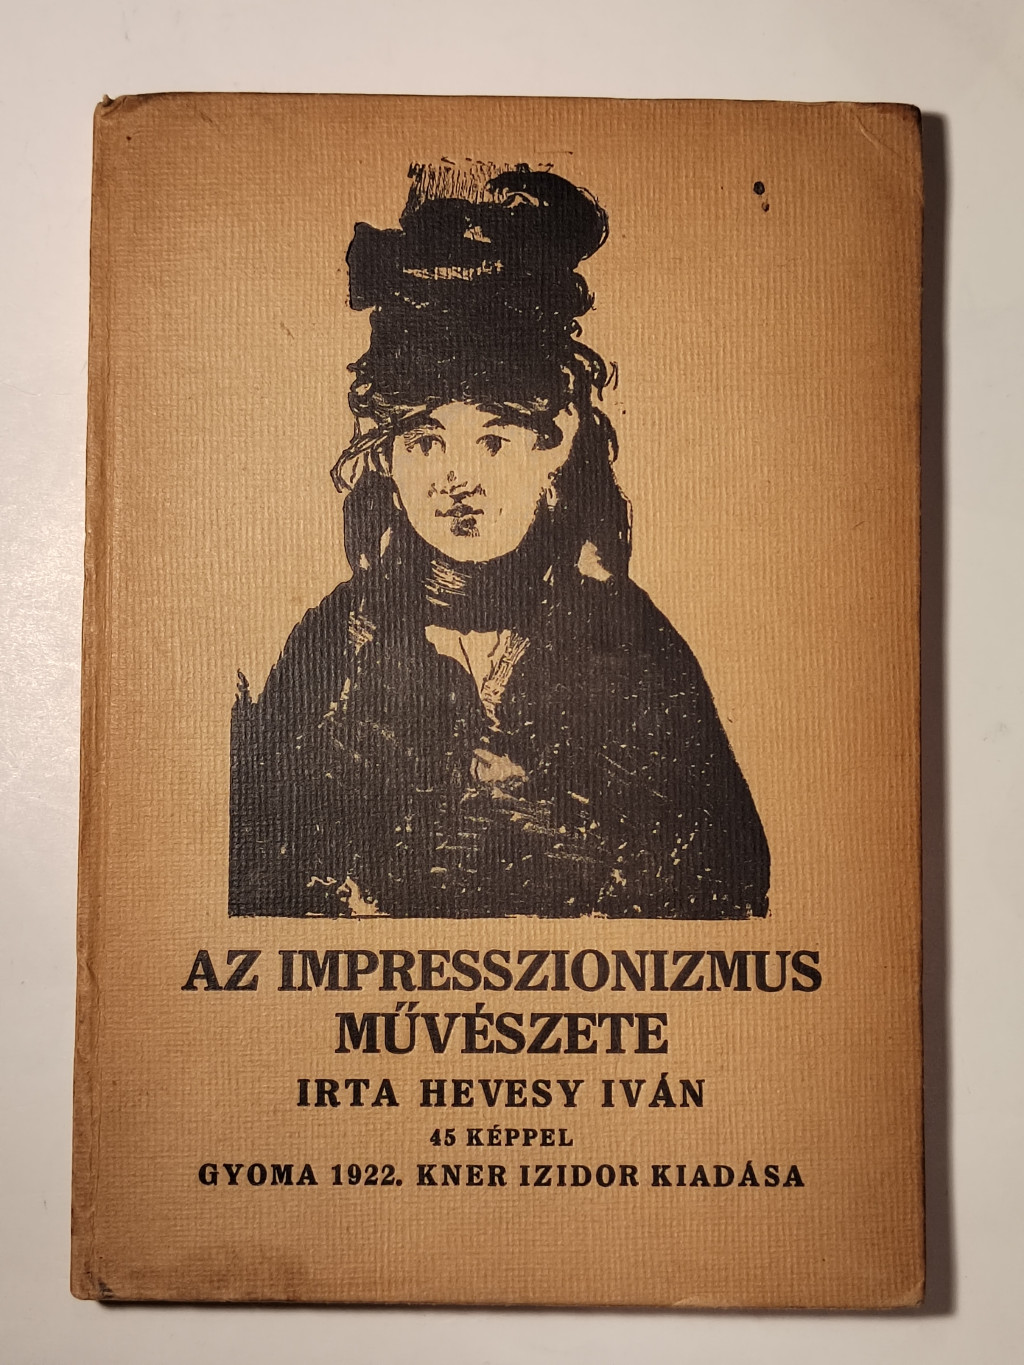 AZ IMPRESSZIONIZMUS
MŰVÉSZETE
IRTA HEVESY IVÁN
45 KÉPPEL
GYOMA 1922. KNER IZIDOR KIADÁSA